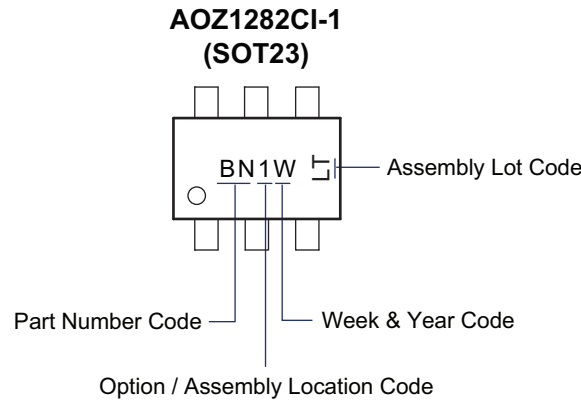 AOZ1282CI-1
(SOT23)
BN1W
LT
Assembly Lot Code
Part Number Code
Week & Year Code
Option / Assembly Location Code